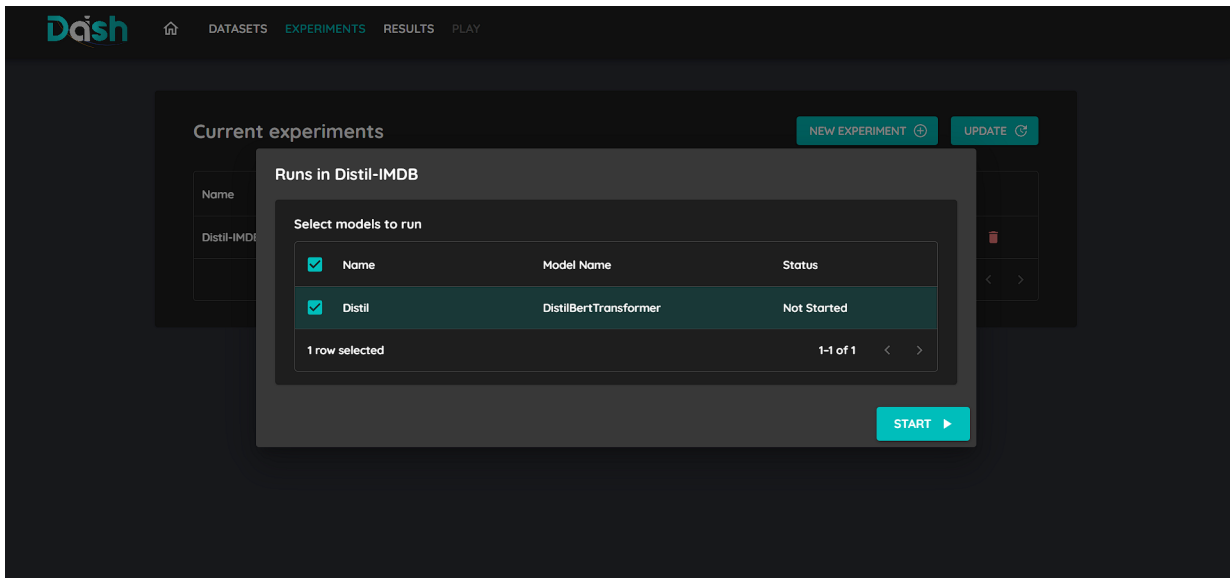 Dash DATASETS EXPERIMENTS RESULTS PLAY
Current experiments NEW EXPERIMENT UPDATE
Runs in Distil-IMDB
Name
Select models to run
Distil-IMDB
Name Model Name Status
Distil DistilBertTransformer Not Started
1 row selected 1-1 of 1
START